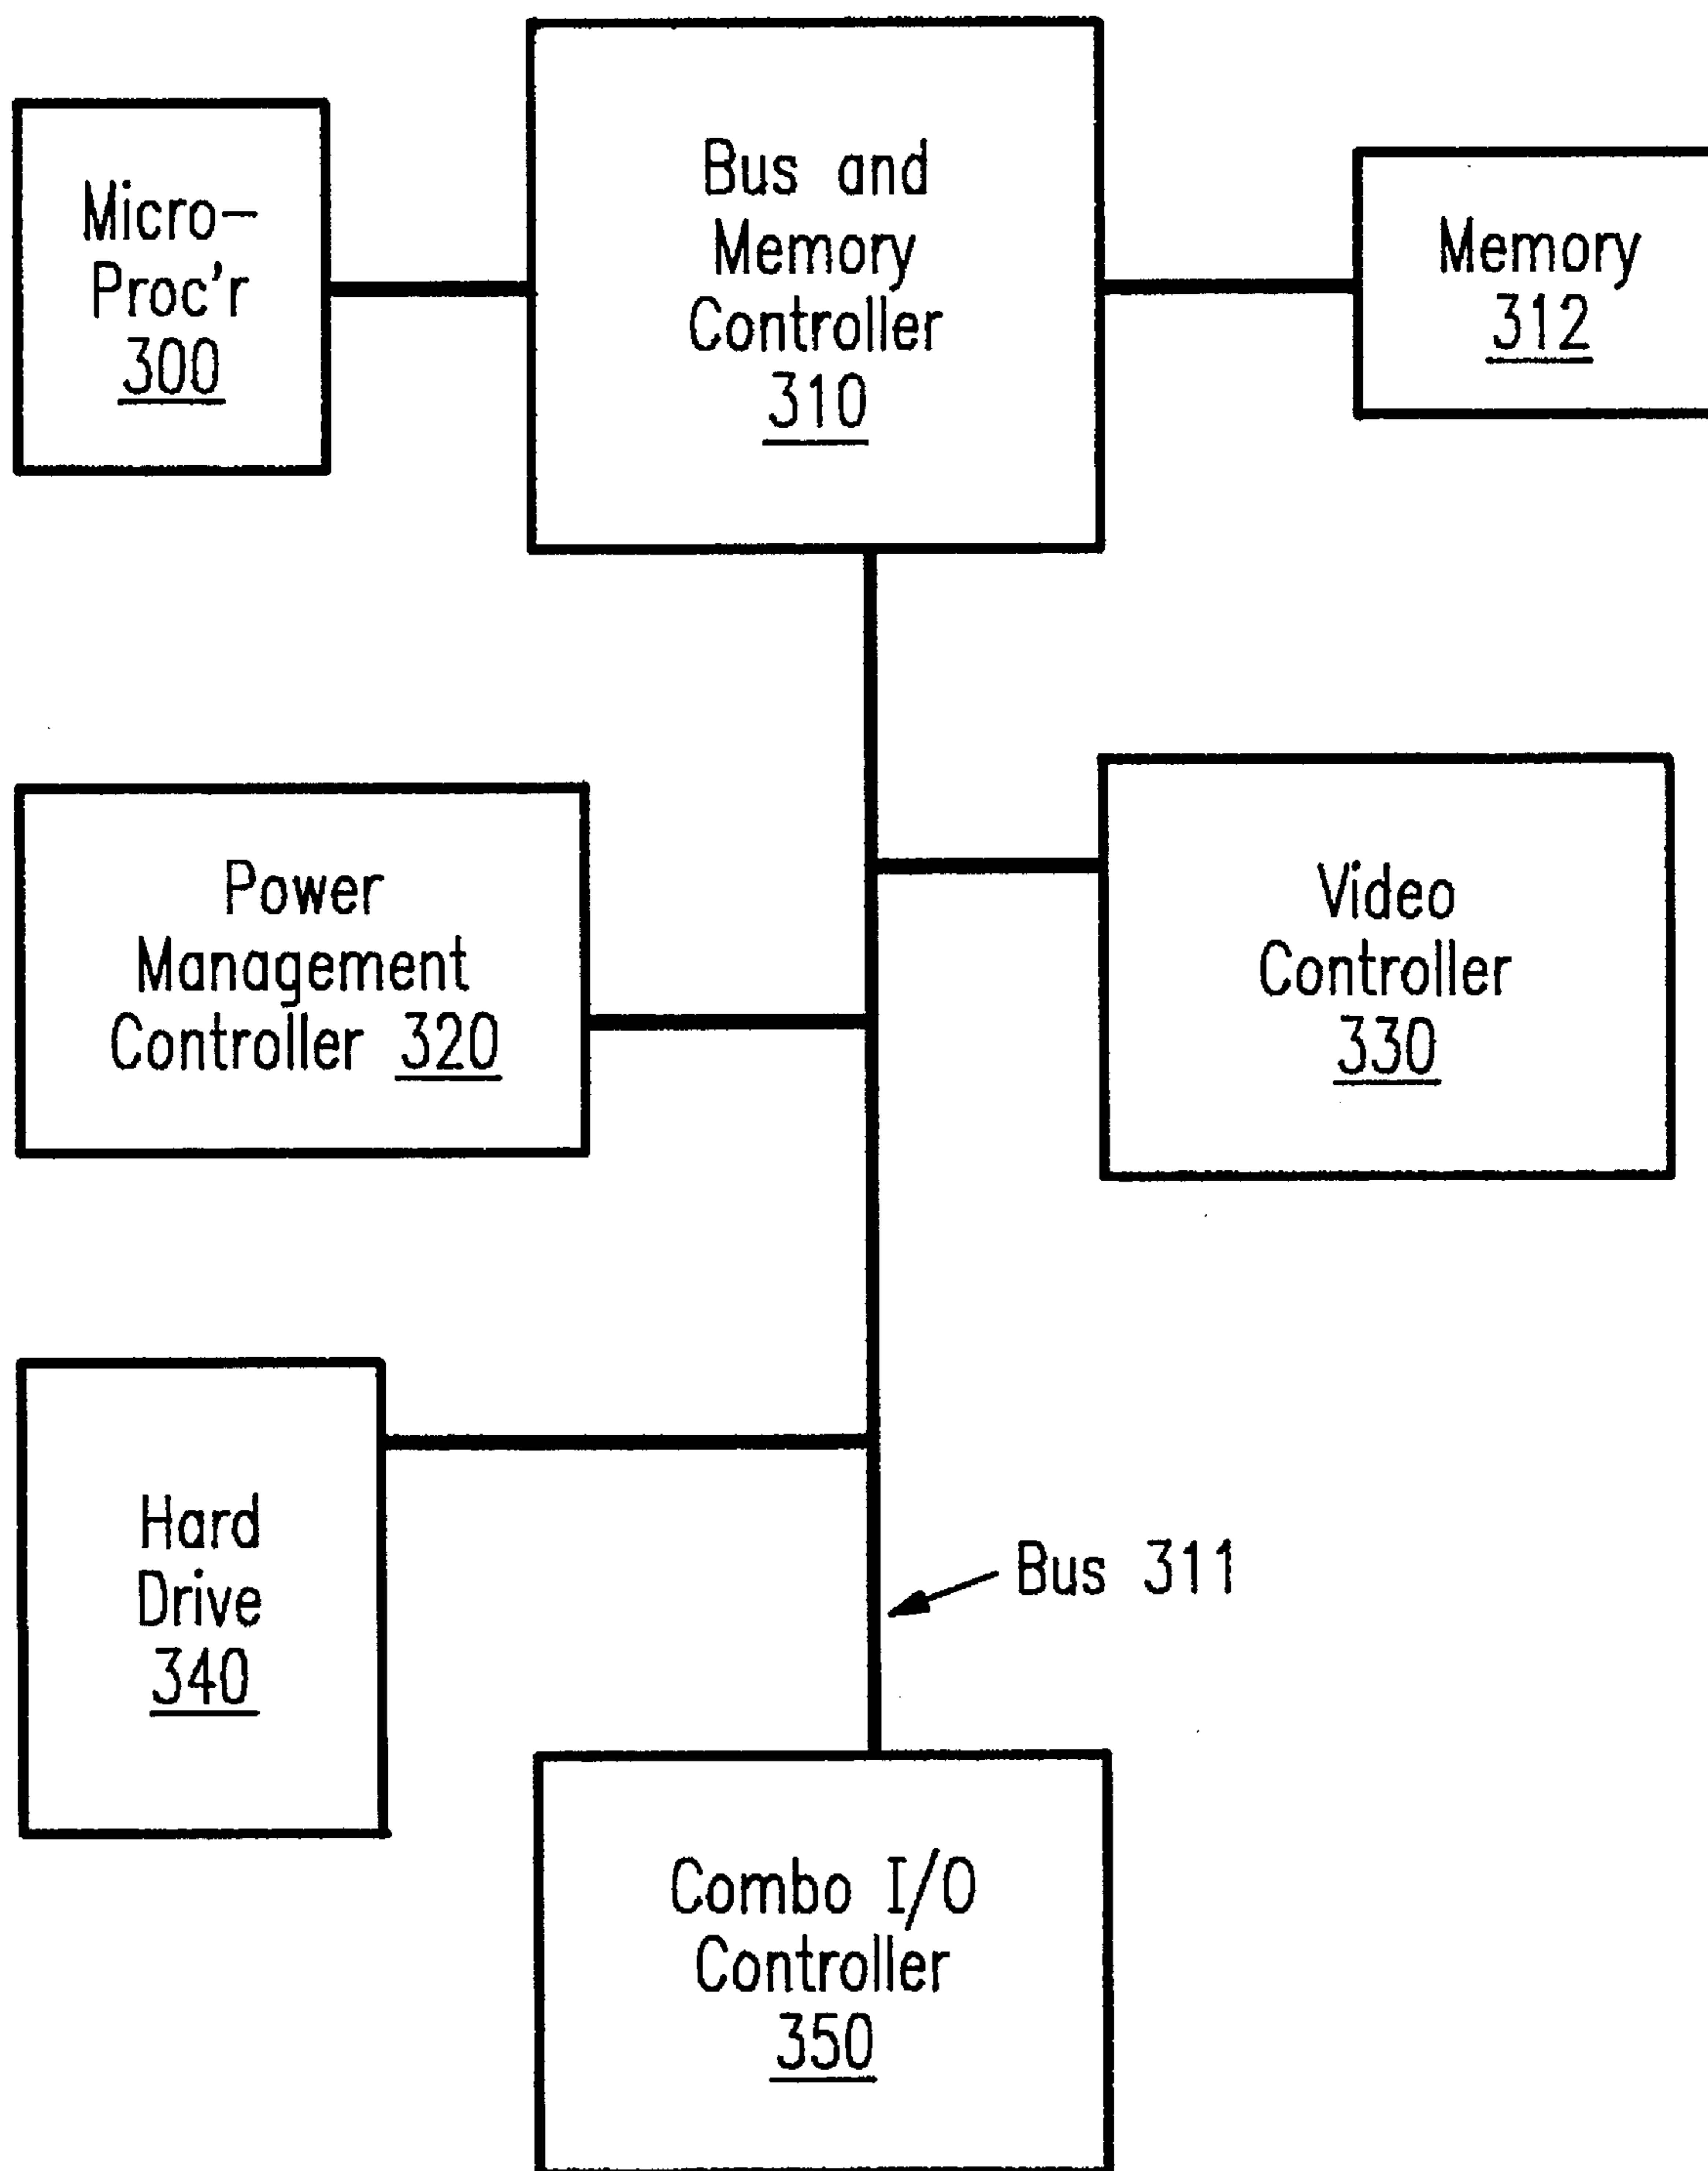 Micro-
Proc'r
300
Bus and
Memory
Controller
310
Memory
312
Power
Management
Controller 320
Video
Controller
330
Hard
Drive
340
Bus 311
Combo I/O
Controller
350